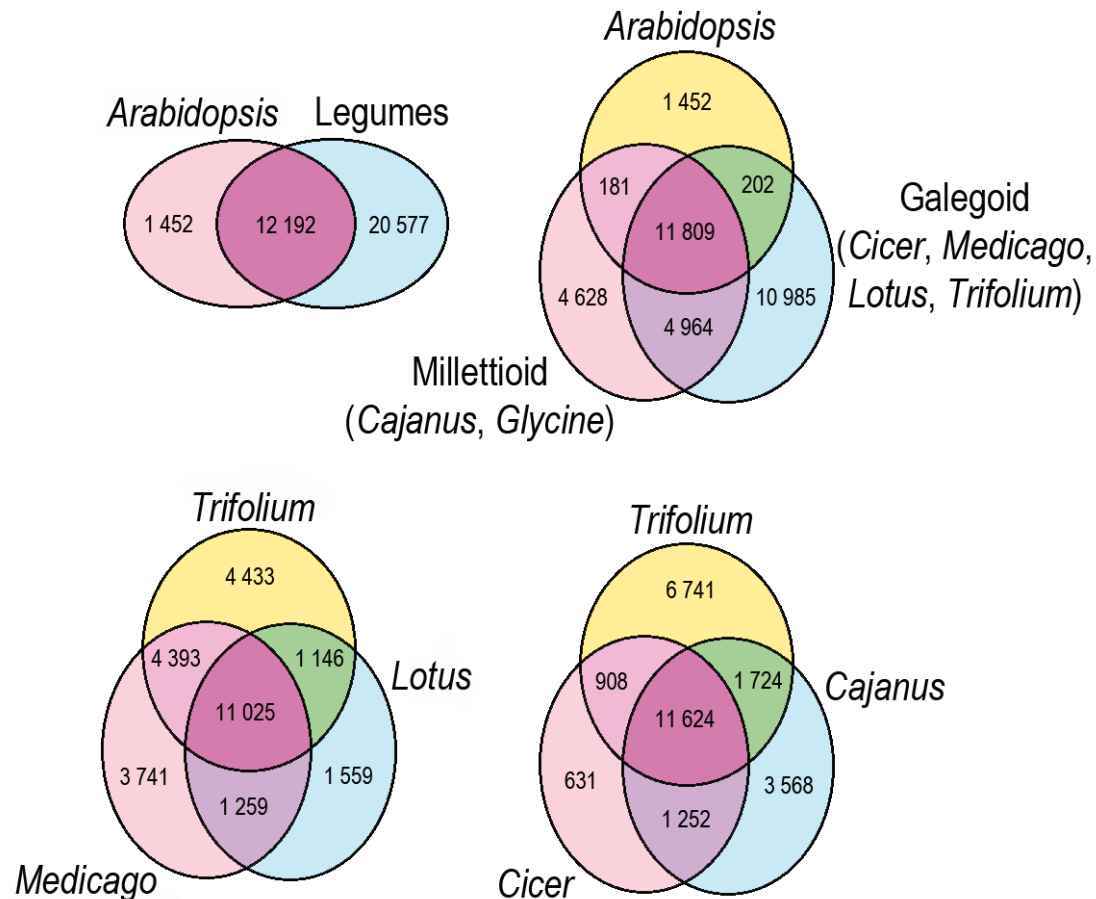 Arabidopsis Legumes
1 452 12 192 20 577
Arabidopsis
1 452
181 202
11 809
4 628 10 985
4 964
Galegoid
(Cicer, Medicago,
Lotus, Trifolium)
Millettioid
(Cajanus, Glycine)
Trifolium
4 433
4 393 1 146
Lotus
11 025
3 741 1 559
1 259
Medicago
Trifolium
6 741
908 1 724
Cajanus
11 624
631 3 568
1 252
Cicer